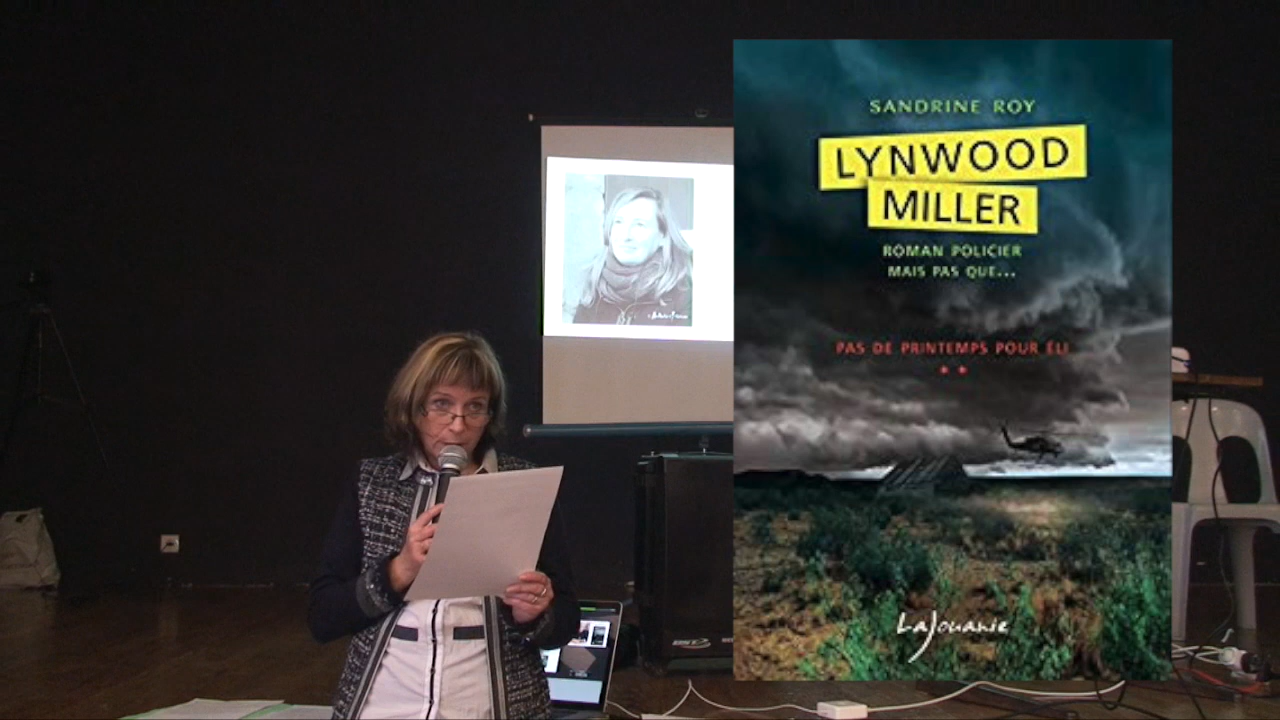 SANDRINE ROY
LYNWOOD
MILLER
ROMAN POLICIER
MAIS PAS QUE...
PAS DE PRINTEMPS POUR ÉLI
LaJouanie